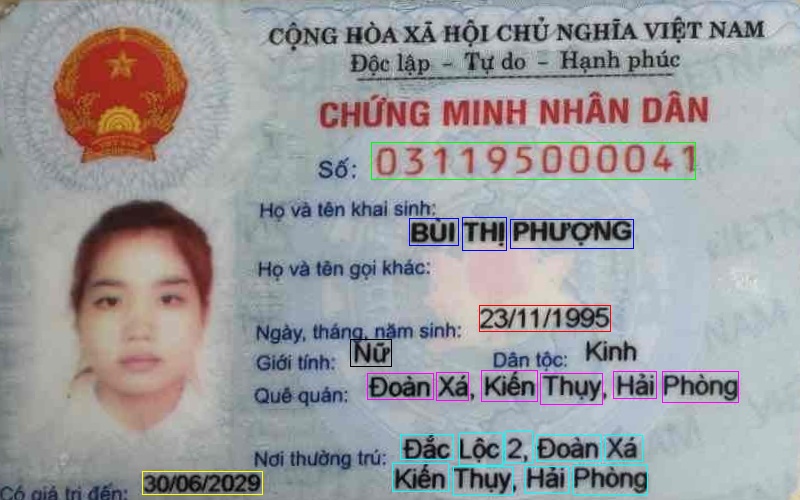 CỘNG HÒA XÃ HỘI CHỦ NGHĨA VIỆT NAM
Độc lập - Tự do - Hạnh phúc
CHỨNG MINH NHÂN DÂN
Số: 031195000041
Họ và tên khai sinh:
BÙI THỊ PHƯỢNG
Họ và tên gọi khác:
Ngày, tháng, năm sinh: 23/11/1995
Giới tính: Nữ Dân tộc: Kinh
Quê quán: Đoàn Xá, Kiến Thụy, Hải Phòng
Nơi thường trú: Đắc Lộc 2, Đoàn Xá
Kiến Thụy, Hải Phòng
Có giá trị đến: 30/06/2029